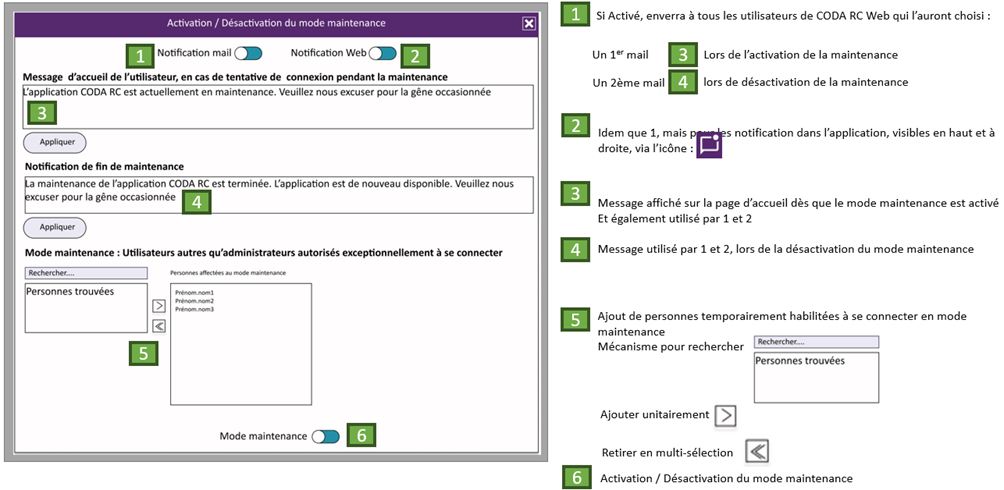 Activation / Désactivation du mode maintenance
1 Notification mail Notification Web 2
Message d'accueil de l'utilisateur, en cas de tentative de connexion pendant la maintenance
L'application CODA RC est actuellement en maintenance. Veuillez nous excuser pour la gêne occasionnée
3
Appliquer
Notification de fin de maintenance
La maintenance de l'application CODA RC est terminée. L'application est de nouveau disponible. Veuillez nous
excuser pour la gêne occasionnée 4
Appliquer
Mode maintenance : Utilisateurs autres qu'administrateurs autorisés exceptionnellement à se connecter
Rechercher....
Personnes trouvées
Personnes affectées au mode maintenance
Prénom.nom1
Prénom.nom2
Prénom.nom3
5
Mode maintenance 6
1 Si Activé, enverra à tous les utilisateurs de CODA RC Web qui l'auront choisi :
Un 1er mail 3 Lors de l'activation de la maintenance
Un 2ème mail 4 lors de désactivation de la maintenance
2 Idem que 1, mais pour les notification dans l'application, visibles en haut et à
droite, via l'icône :
3 Message affiché sur la page d'accueil dès que le mode maintenance est activé
Et également utilisé par 1 et 2
4 Message utilisé par 1 et 2, lors de la désactivation du mode maintenance
5 Ajout de personnes temporairement habilitées à se connecter en mode
maintenance
Mécanisme pour rechercher
Rechercher....
Personnes trouvées
Ajouter unitairement
Retirer en multi-sélection
6 Activation / Désactivation du mode maintenance